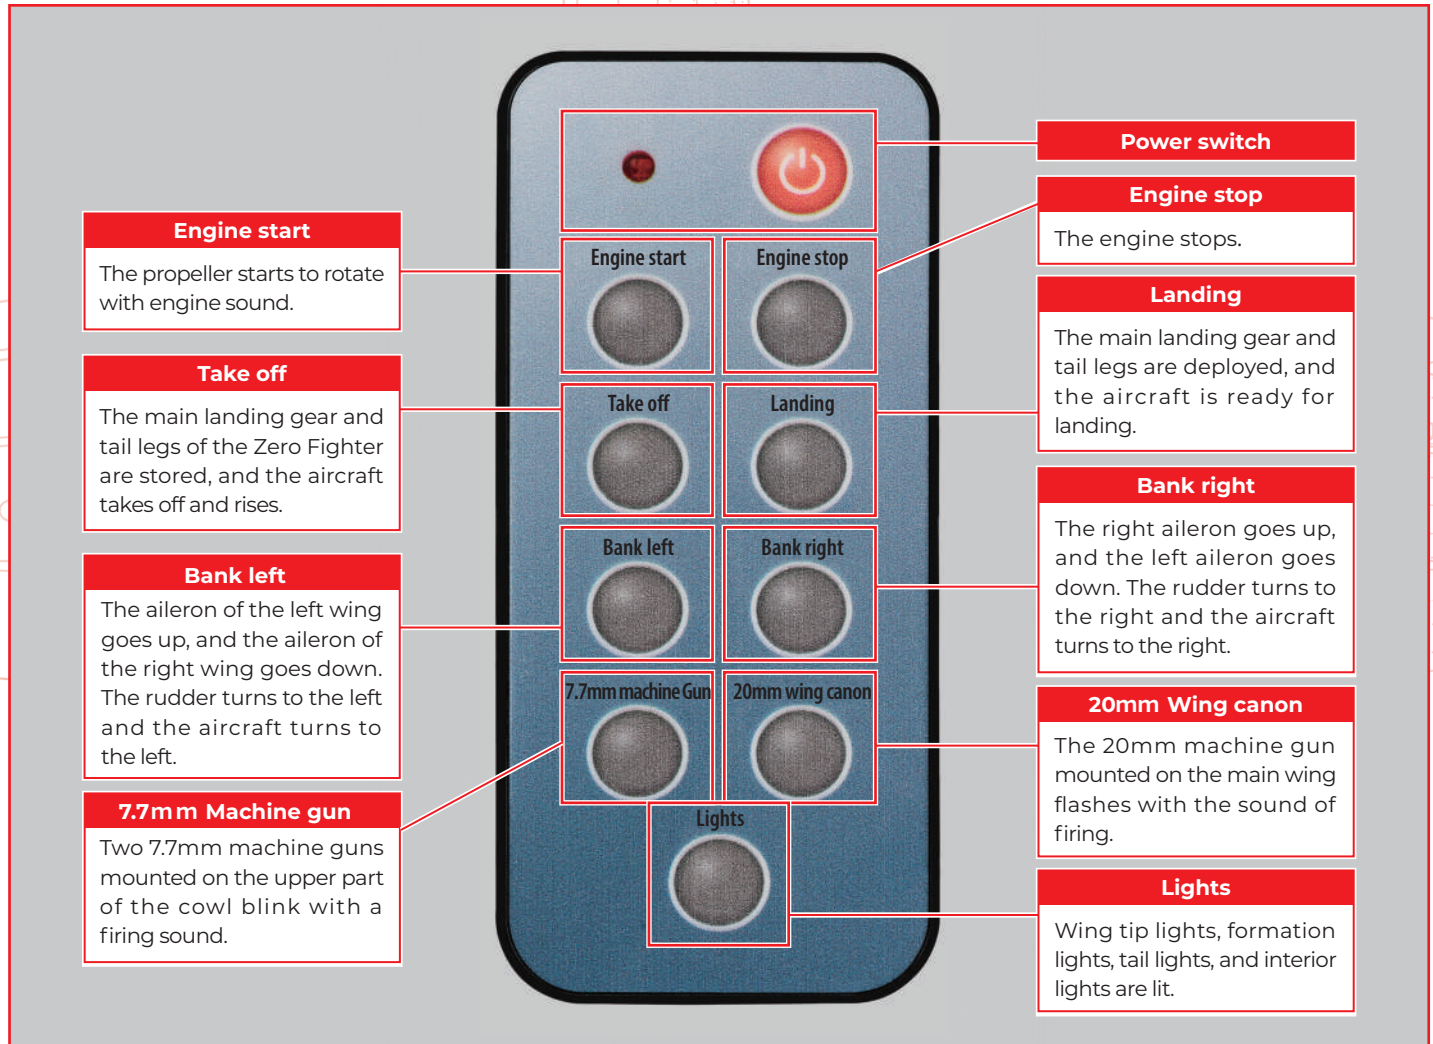 Power switch
Engine stop
The engine stops.
Engine start
The propeller starts to rotate
with engine sound.
Landing
The main landing gear and
tail legs are deployed, and
the aircraft is ready for
landing.
Take off
The main landing gear and
tail legs of the Zero Fighter
are stored, and the aircraft
takes off and rises.
Bank right
The right aileron goes up,
and the left aileron goes
down. The rudder turns to
the right and the aircraft
turns to the right.
Bank left
The aileron of the left wing
goes up, and the aileron of
the right wing goes down.
The rudder turns to the left
and the aircraft turns to
the left.
20mm Wing canon
The 20mm machine gun
mounted on the main wing
flashes with the sound of
firing.
7.7mm Machine gun
Two 7.7mm machine guns
mounted on the upper part
of the cowl blink with a
firing sound.
Lights
Wing tip lights, formation
lights, tail lights, and interior
lights are lit.
Engine start
Engine stop
Take off
Landing
Bank left
Bank right
7.7mm machine Gun
20mm wing canon
Lights